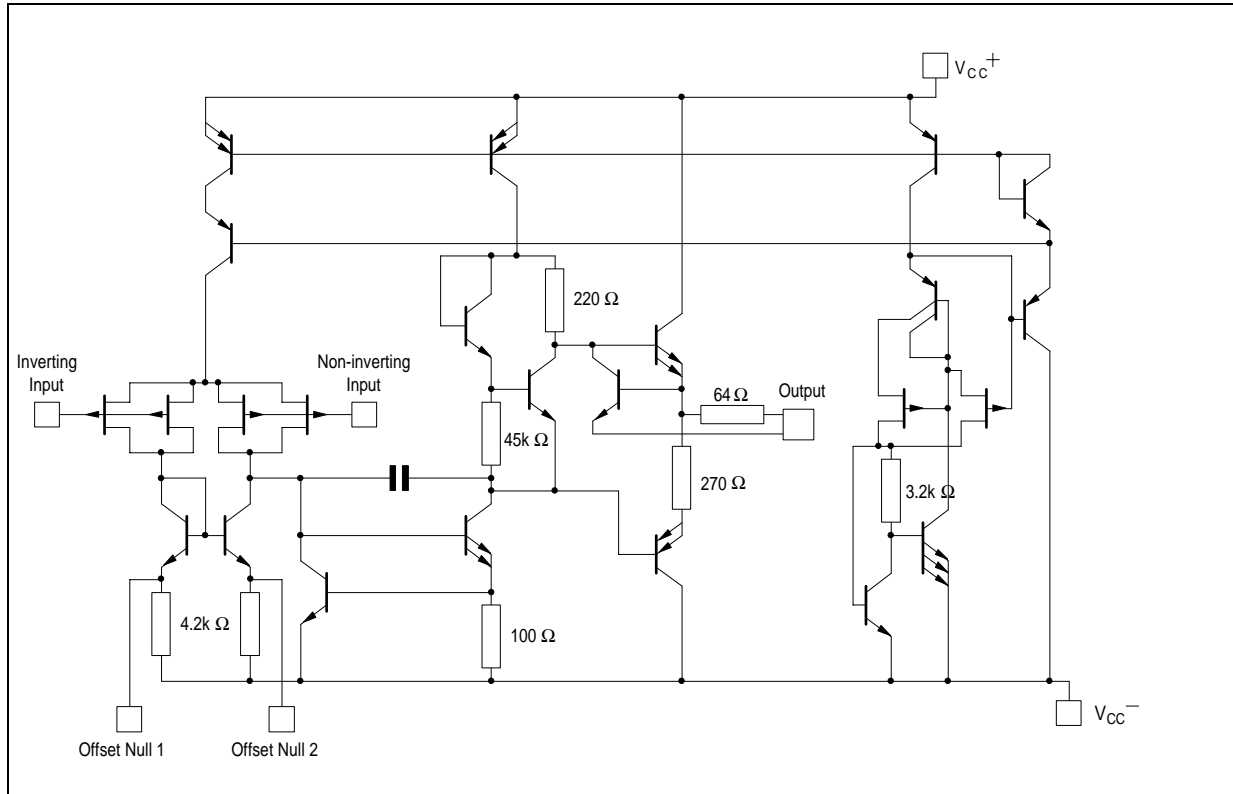 VCC+
220 Ω
Inverting
Input
Non-inverting
Input
64 Ω
Output
45k Ω
270 Ω
3.2k Ω
4.2k Ω
100 Ω
Offset Null 1
Offset Null 2
VCC−